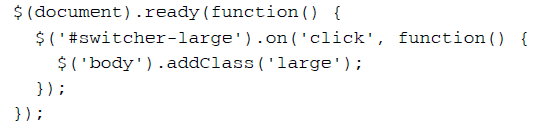 $(document).ready(function() {
  $('#switcher-large').on('click', function() {
    $('body').addClass('large');
  });
});